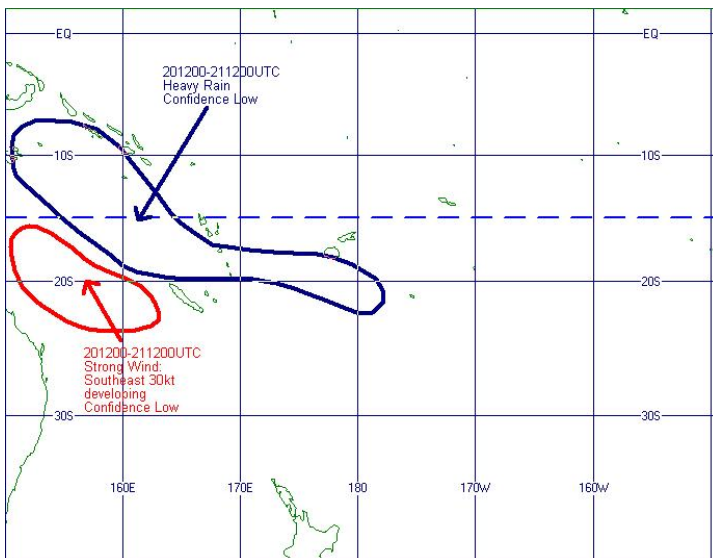 EQ
EQ
201200-211200UTC
Heavy Rain
Confidence Low
10S
10S
20S
20S
201200-211200UTC
Strong Wind:
Southeast 30kt
developing
Confidence Low
30S
30S
160E
170E
180
170W
160W